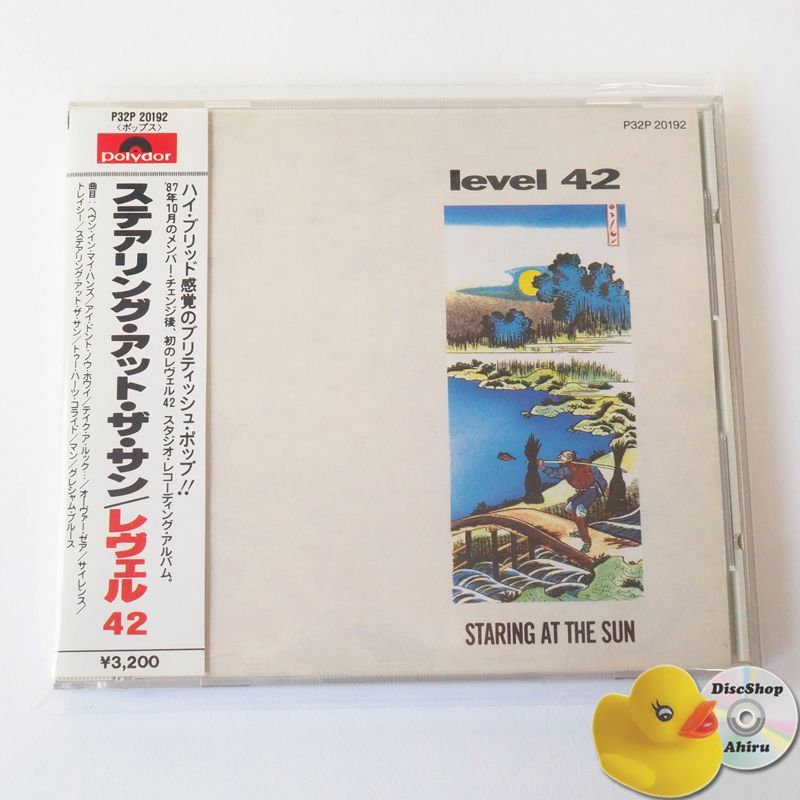 P32P 20192
〈ポップス〉
polydor
ハイ・ブリッド感覚のブリティッシュ・ポップ!!
'87年10月のメンバー・チェンジ後、初のレヴェル42 スタジオ・レコーディング・アルバム。
ステアリング・アット・ザ・サン/レヴェル42
曲目:ヘヴン・イン・マイ・ハンズ/アイ・ドント・ノウ・ホワイ/テイク・ア・ルック/オーヴァー・ゼア/サイレンス/
トレイシー/ステアリング・アット・ザ・サン/トゥー・ハーツ・コライド/マン/グレシャム・ブルース
¥3,200
P32P 20192
level 42
STARING AT THE SUN
DiscShop
Ahiru